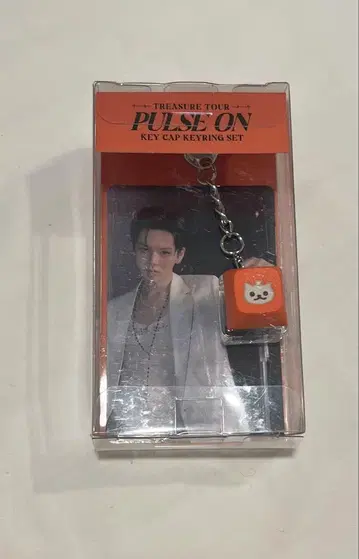 TREASURE TOUR
PULSE ON
KEY CAP KEYRING SET